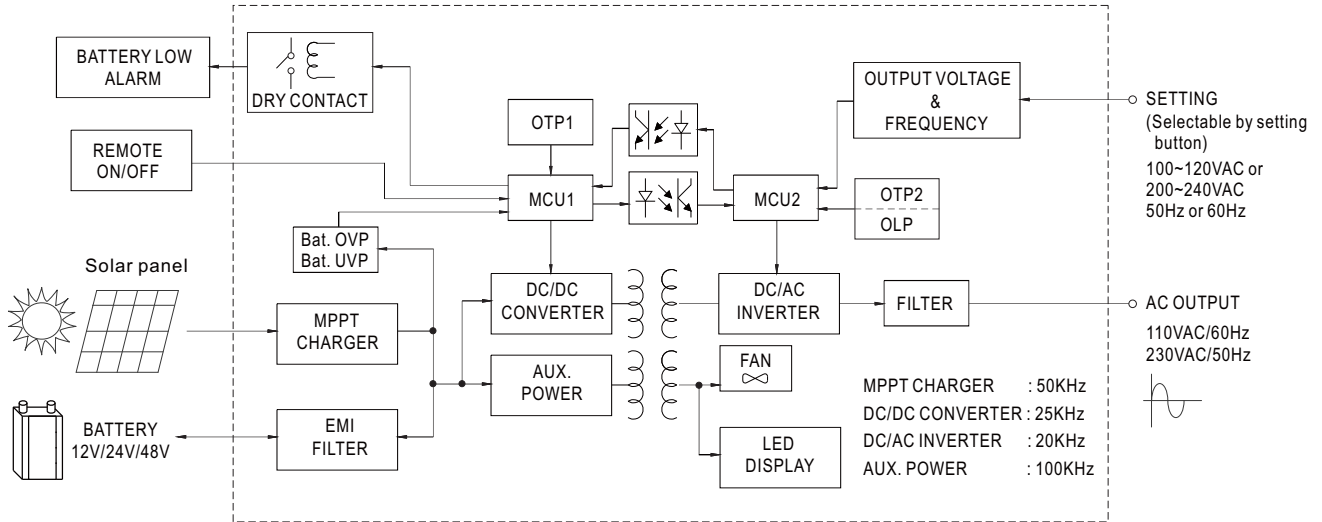 BATTERY LOW
ALARM
DRY CONTACT
REMOTE
ON/OFF
OTP1
MCU1
MCU2
OUTPUT VOLTAGE
&
FREQUENCY
SETTING
(Selectable by setting
button)
100~120VAC or
200~240VAC
50Hz or 60Hz
OTP2
OLP
Bat. OVP
Bat. UVP
Solar panel
MPPT
CHARGER
DC/DC
CONVERTER
DC/AC
INVERTER
FILTER
AC OUTPUT
110VAC/60Hz
230VAC/50Hz
AUX.
POWER
FAN
BATTERY
12V/24V/48V
EMI
FILTER
LED
DISPLAY
MPPT CHARGER : 50KHz
DC/DC CONVERTER : 25KHz
DC/AC INVERTER : 20KHz
AUX. POWER : 100KHz